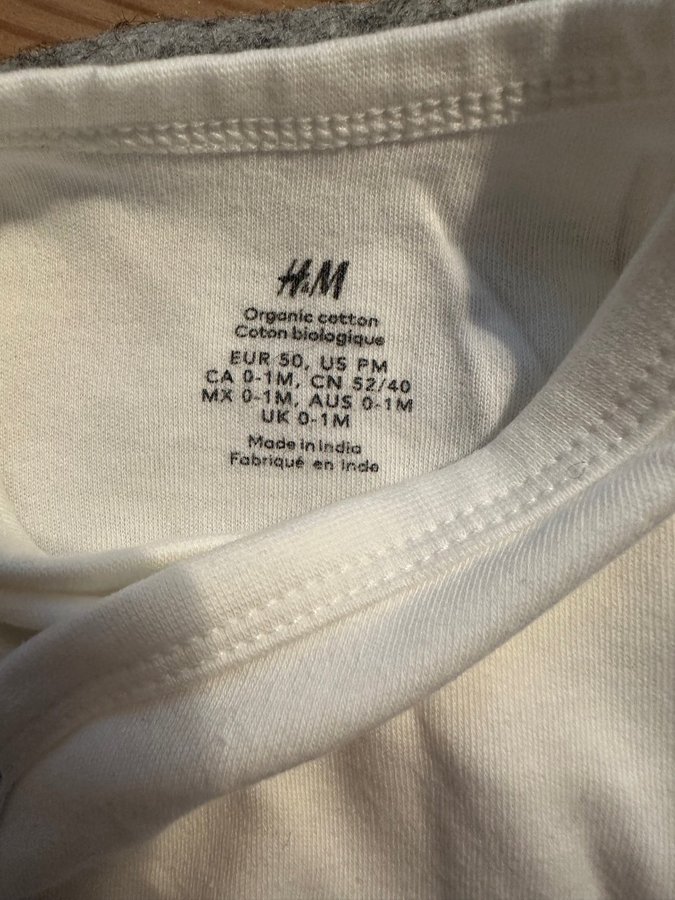 H&M
Organic cotton
Coton biologique
EUR 50, US PM
CA 0-1M, CN 52/40
MX 0-1M, AUS 0-1M
UK 0-1M
Made in India
Fabriqué en Inde